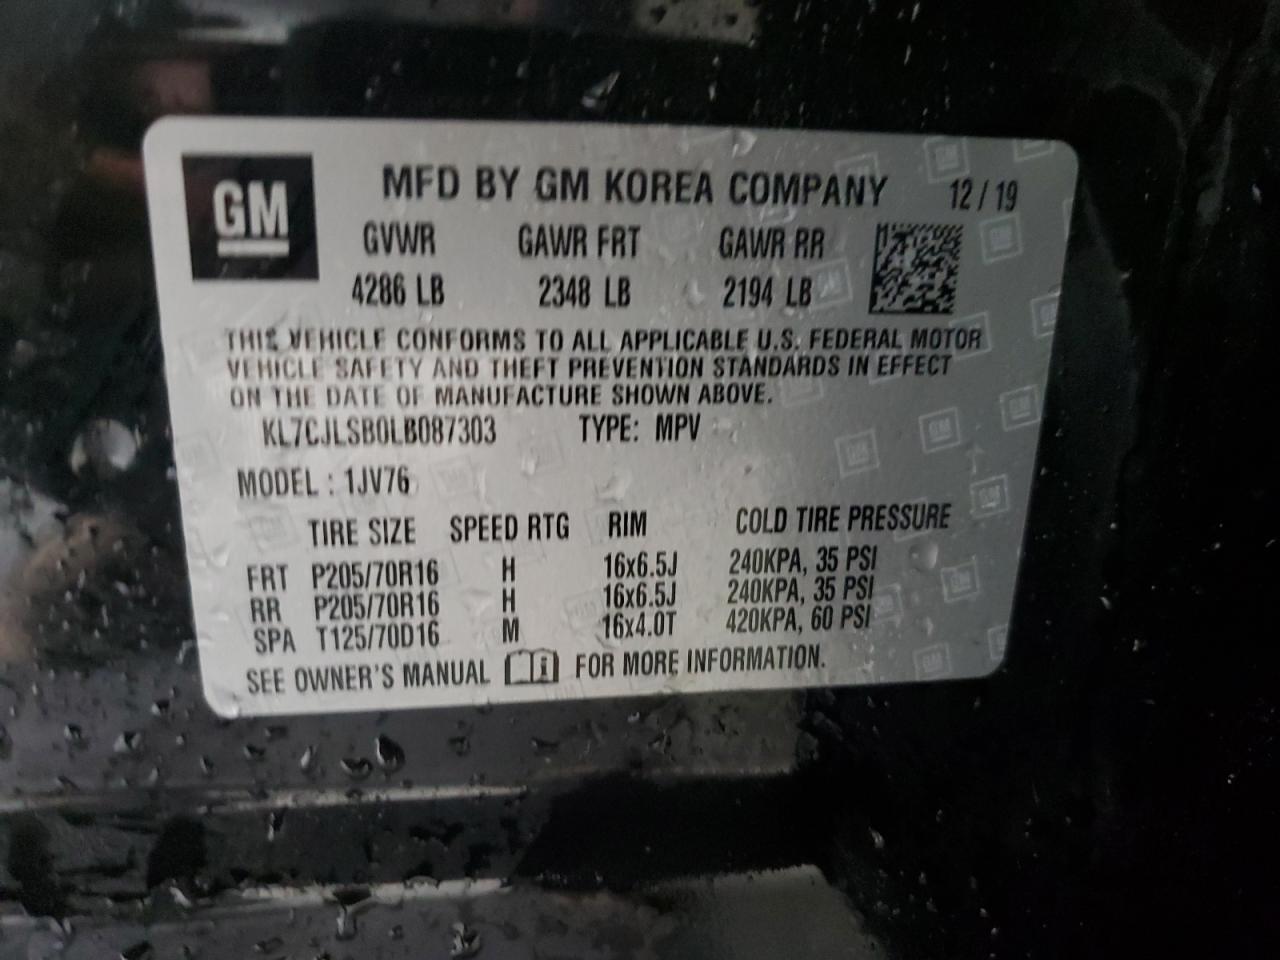 GM
MFD BY GM KOREA COMPANY 12/19
GVWR GAWR FRT GAWR RR
4286 LB 2348 LB 2194 LB
THIS VEHICLE CONFORMS TO ALL APPLICABLE U.S. FEDERAL MOTOR
VEHICLE SAFETY AND THEFT PREVENTION STANDARDS IN EFFECT
ON THE DATE OF MANUFACTURE SHOWN ABOVE.
KL7CJLSB0LB087303 TYPE: MPV
MODEL : 1JV76
TIRE SIZE SPEED RTG RIM COLD TIRE PRESSURE
FRT P205/70R16 H 16x6.5J 240KPA, 35 PSI
RR P205/70R16 H 16x6.5J 240KPA, 35 PSI
SPA T125/70D16 M 16x4.0T 420KPA, 60 PSI
SEE OWNER'S MANUAL i FOR MORE INFORMATION.